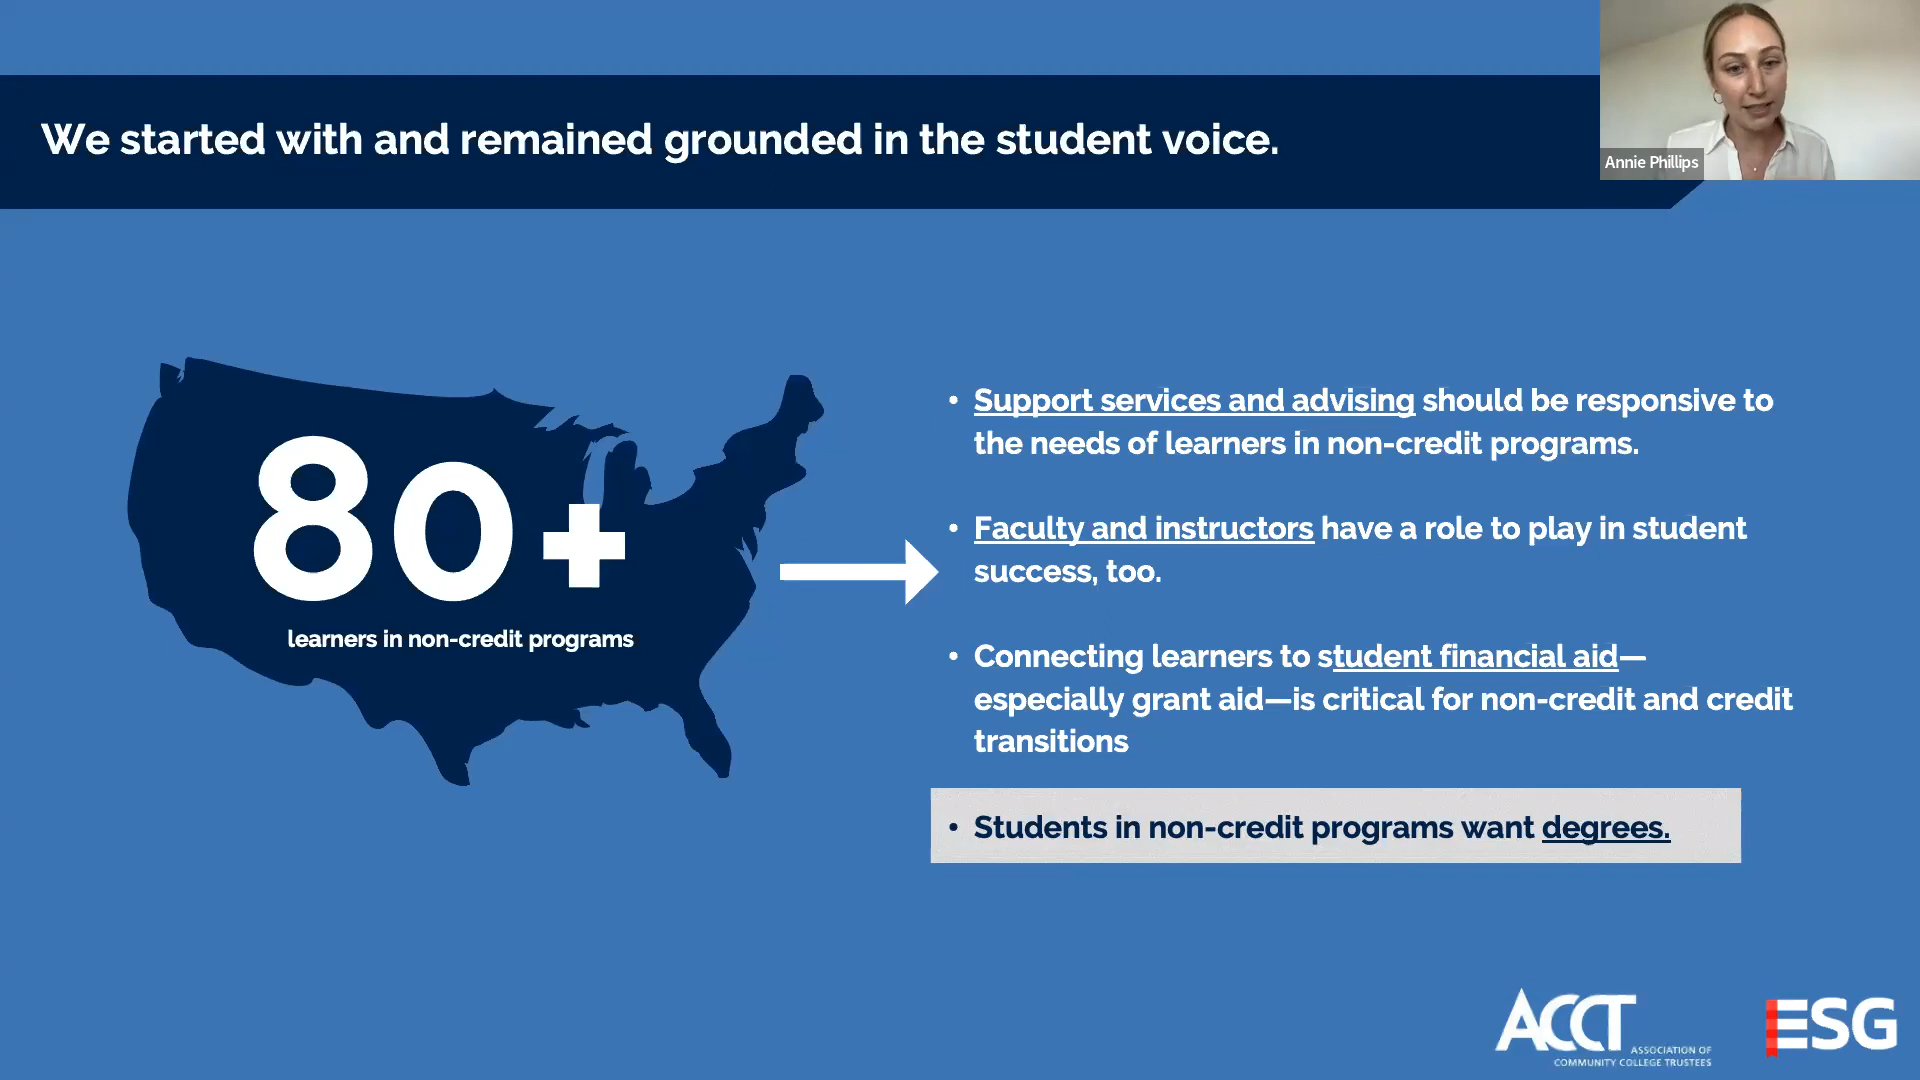 We started with and remained grounded in the student voice.
Annie Phillips
80+
learners in non-credit programs
• Support services and advising should be responsive to
the needs of learners in non-credit programs.
• Faculty and instructors have a role to play in student
success, too.
• Connecting learners to student financial aid—
especially grant aid—is critical for non-credit and credit
transitions
• Students in non-credit programs want degrees.
ACCT
ASSOCIATION OF
COMMUNITY COLLEGE TRUSTEES
ESG